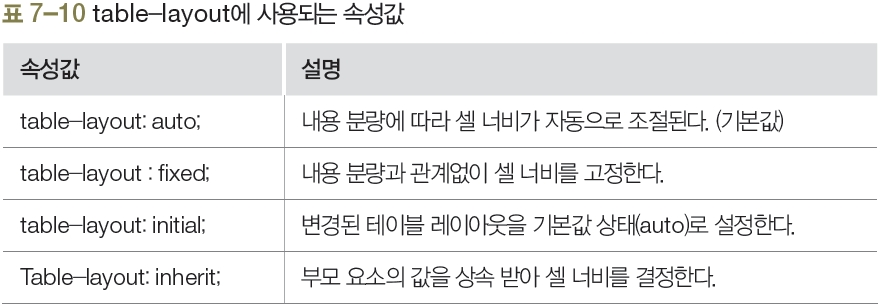 표 7-10 table-layout에 사용되는 속성값
속성값 설명
table-layout: auto; 내용 분량에 따라 셀 너비가 자동으로 조절된다. (기본값)
table-layout : fixed; 내용 분량과 관계없이 셀 너비를 고정한다.
table-layout: initial; 변경된 테이블 레이아웃을 기본값 상태(auto)로 설정한다.
Table-layout: inherit; 부모 요소의 값을 상속 받아 셀 너비를 결정한다.